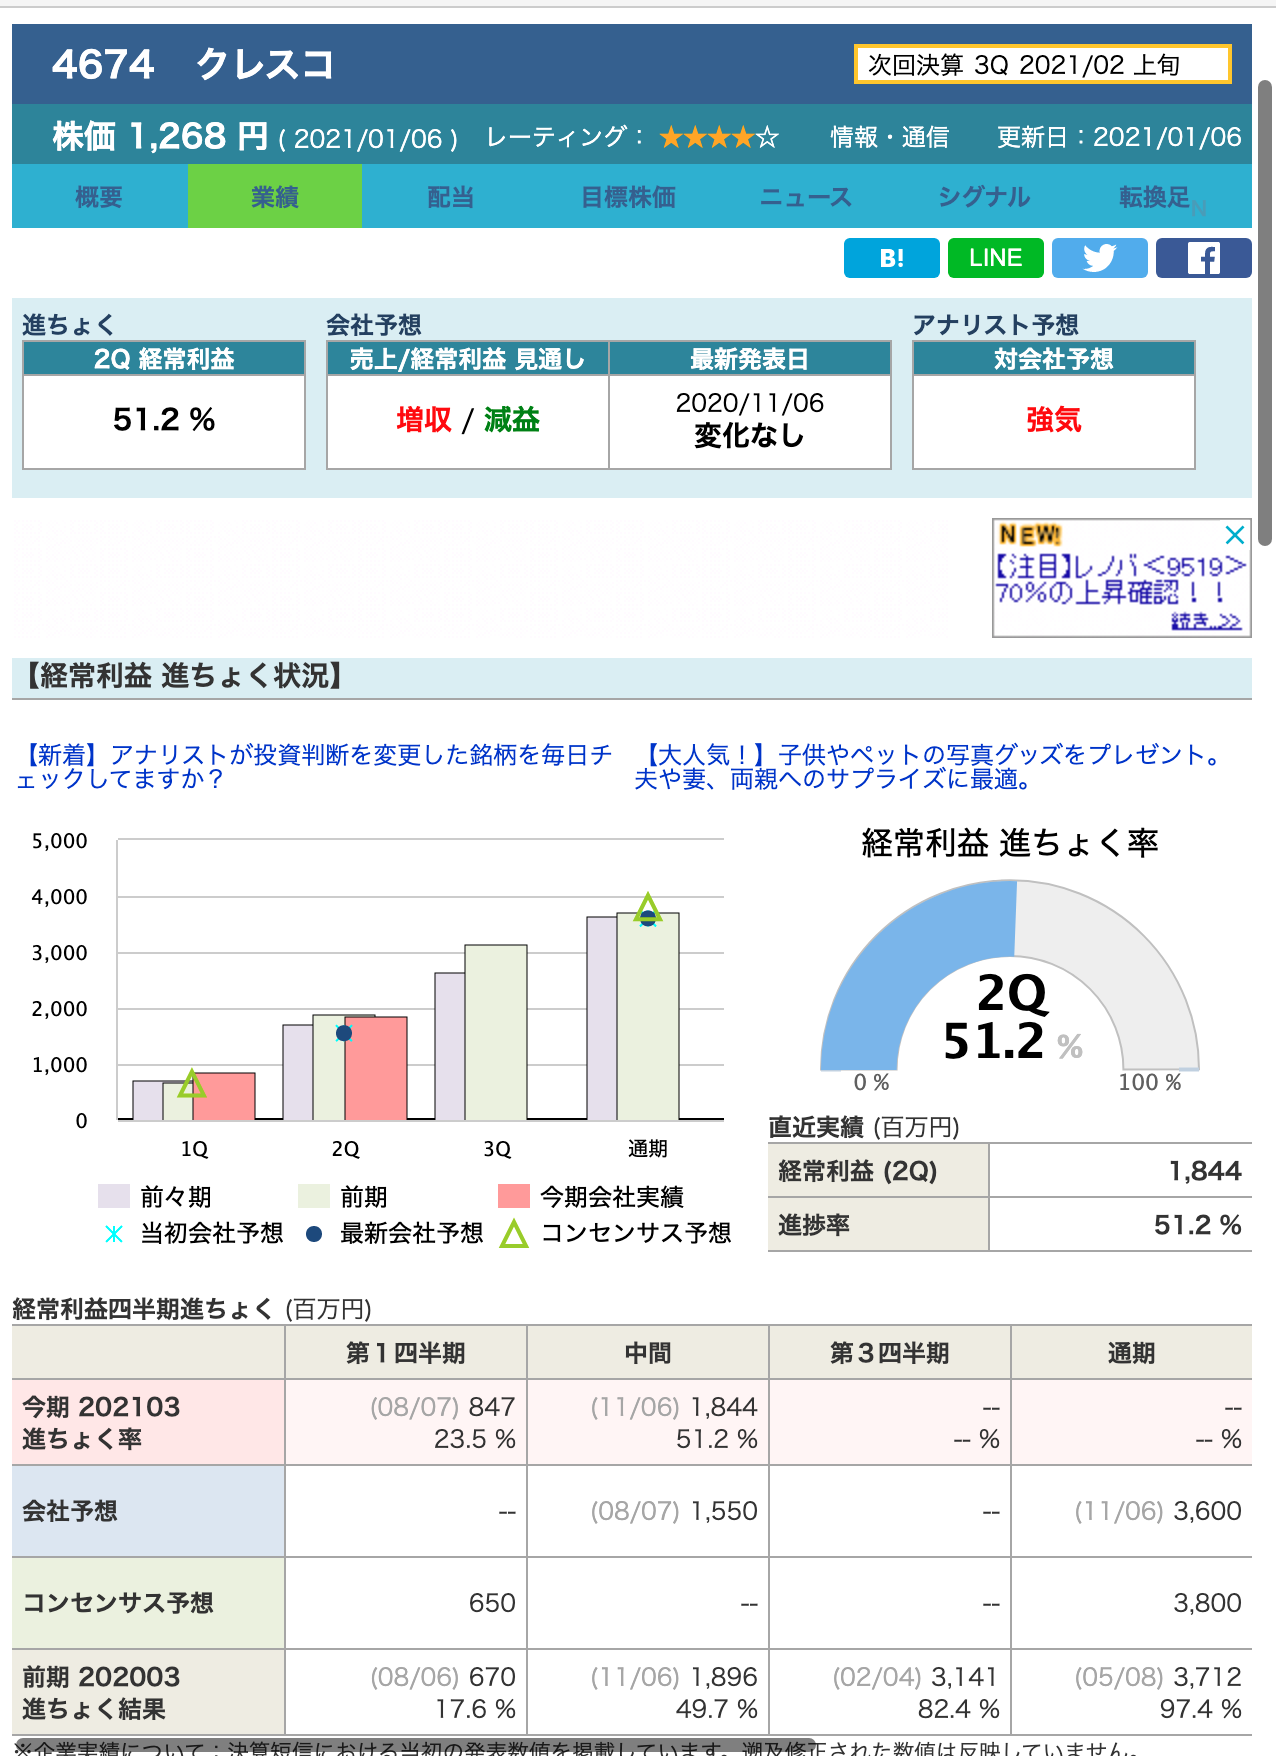 4674　クレスコ
次回決算 3Q 2021/02 上旬
株価 1,268 円 ( 2021/01/06 )　レーティング： ★★★★☆　情報・通信　更新日：2021/01/06
概要　業績　配当　目標株価　ニュース　シグナル　転換足
B!　LINE
進ちょく　会社予想　アナリスト予想
2Q 経常利益　売上/経常利益 見通し　最新発表日　対会社予想
51.2 %　増収 / 減益　2020/11/06　強気
変化なし
NEW!
【注目】レノバ<9519>
70%の上昇確認！！
続き..>>
【経常利益 進ちょく状況】
【新着】アナリストが投資判断を変更した銘柄を毎日チ
ェックしてますか？
【大人気！】子供やペットの写真グッズをプレゼント。
夫や妻、両親へのサプライズに最適。
5,000
4,000
3,000
2,000
1,000
0
1Q　2Q　3Q　通期
前々期　前期　今期会社実績
当初会社予想　最新会社予想　コンセンサス予想
経常利益 進ちょく率
2Q
51.2 %
0 %　100 %
直近実績 (百万円)
経常利益 (2Q)　1,844
進捗率　51.2 %
経常利益四半期進ちょく (百万円)
第１四半期　中間　第３四半期　通期
今期 202103　(08/07) 847　(11/06) 1,844　--　--
進ちょく率　23.5 %　51.2 %　-- %　-- %
会社予想　--　(08/07) 1,550　--　(11/06) 3,600
コンセンサス予想　650　--　--　3,800
前期 202003　(08/06) 670　(11/06) 1,896　(02/04) 3,141　(05/08) 3,712
進ちょく結果　17.6 %　49.7 %　82.4 %　97.4 %
※企業実績について：決算短信における当初の発表数値を掲載しています。遡及修正された数値は反映していません。